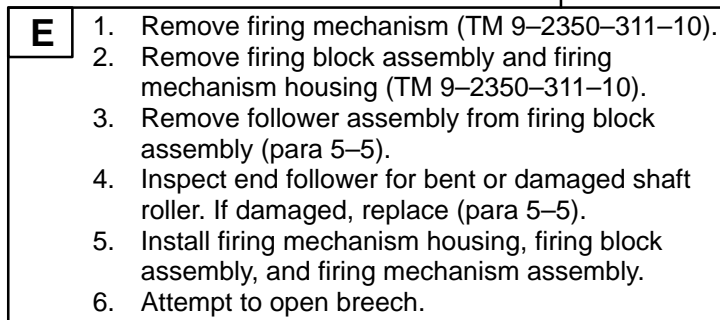 E
1. Remove firing mechanism (TM 9–2350–311–10).
2. Remove firing block assembly and firing
mechanism housing (TM 9–2350–311–10).
3. Remove follower assembly from firing block
assembly (para 5–5).
4. Inspect end follower for bent or damaged shaft
roller. If damaged, replace (para 5–5).
5. Install firing mechanism housing, firing block
assembly, and firing mechanism assembly.
6. Attempt to open breech.